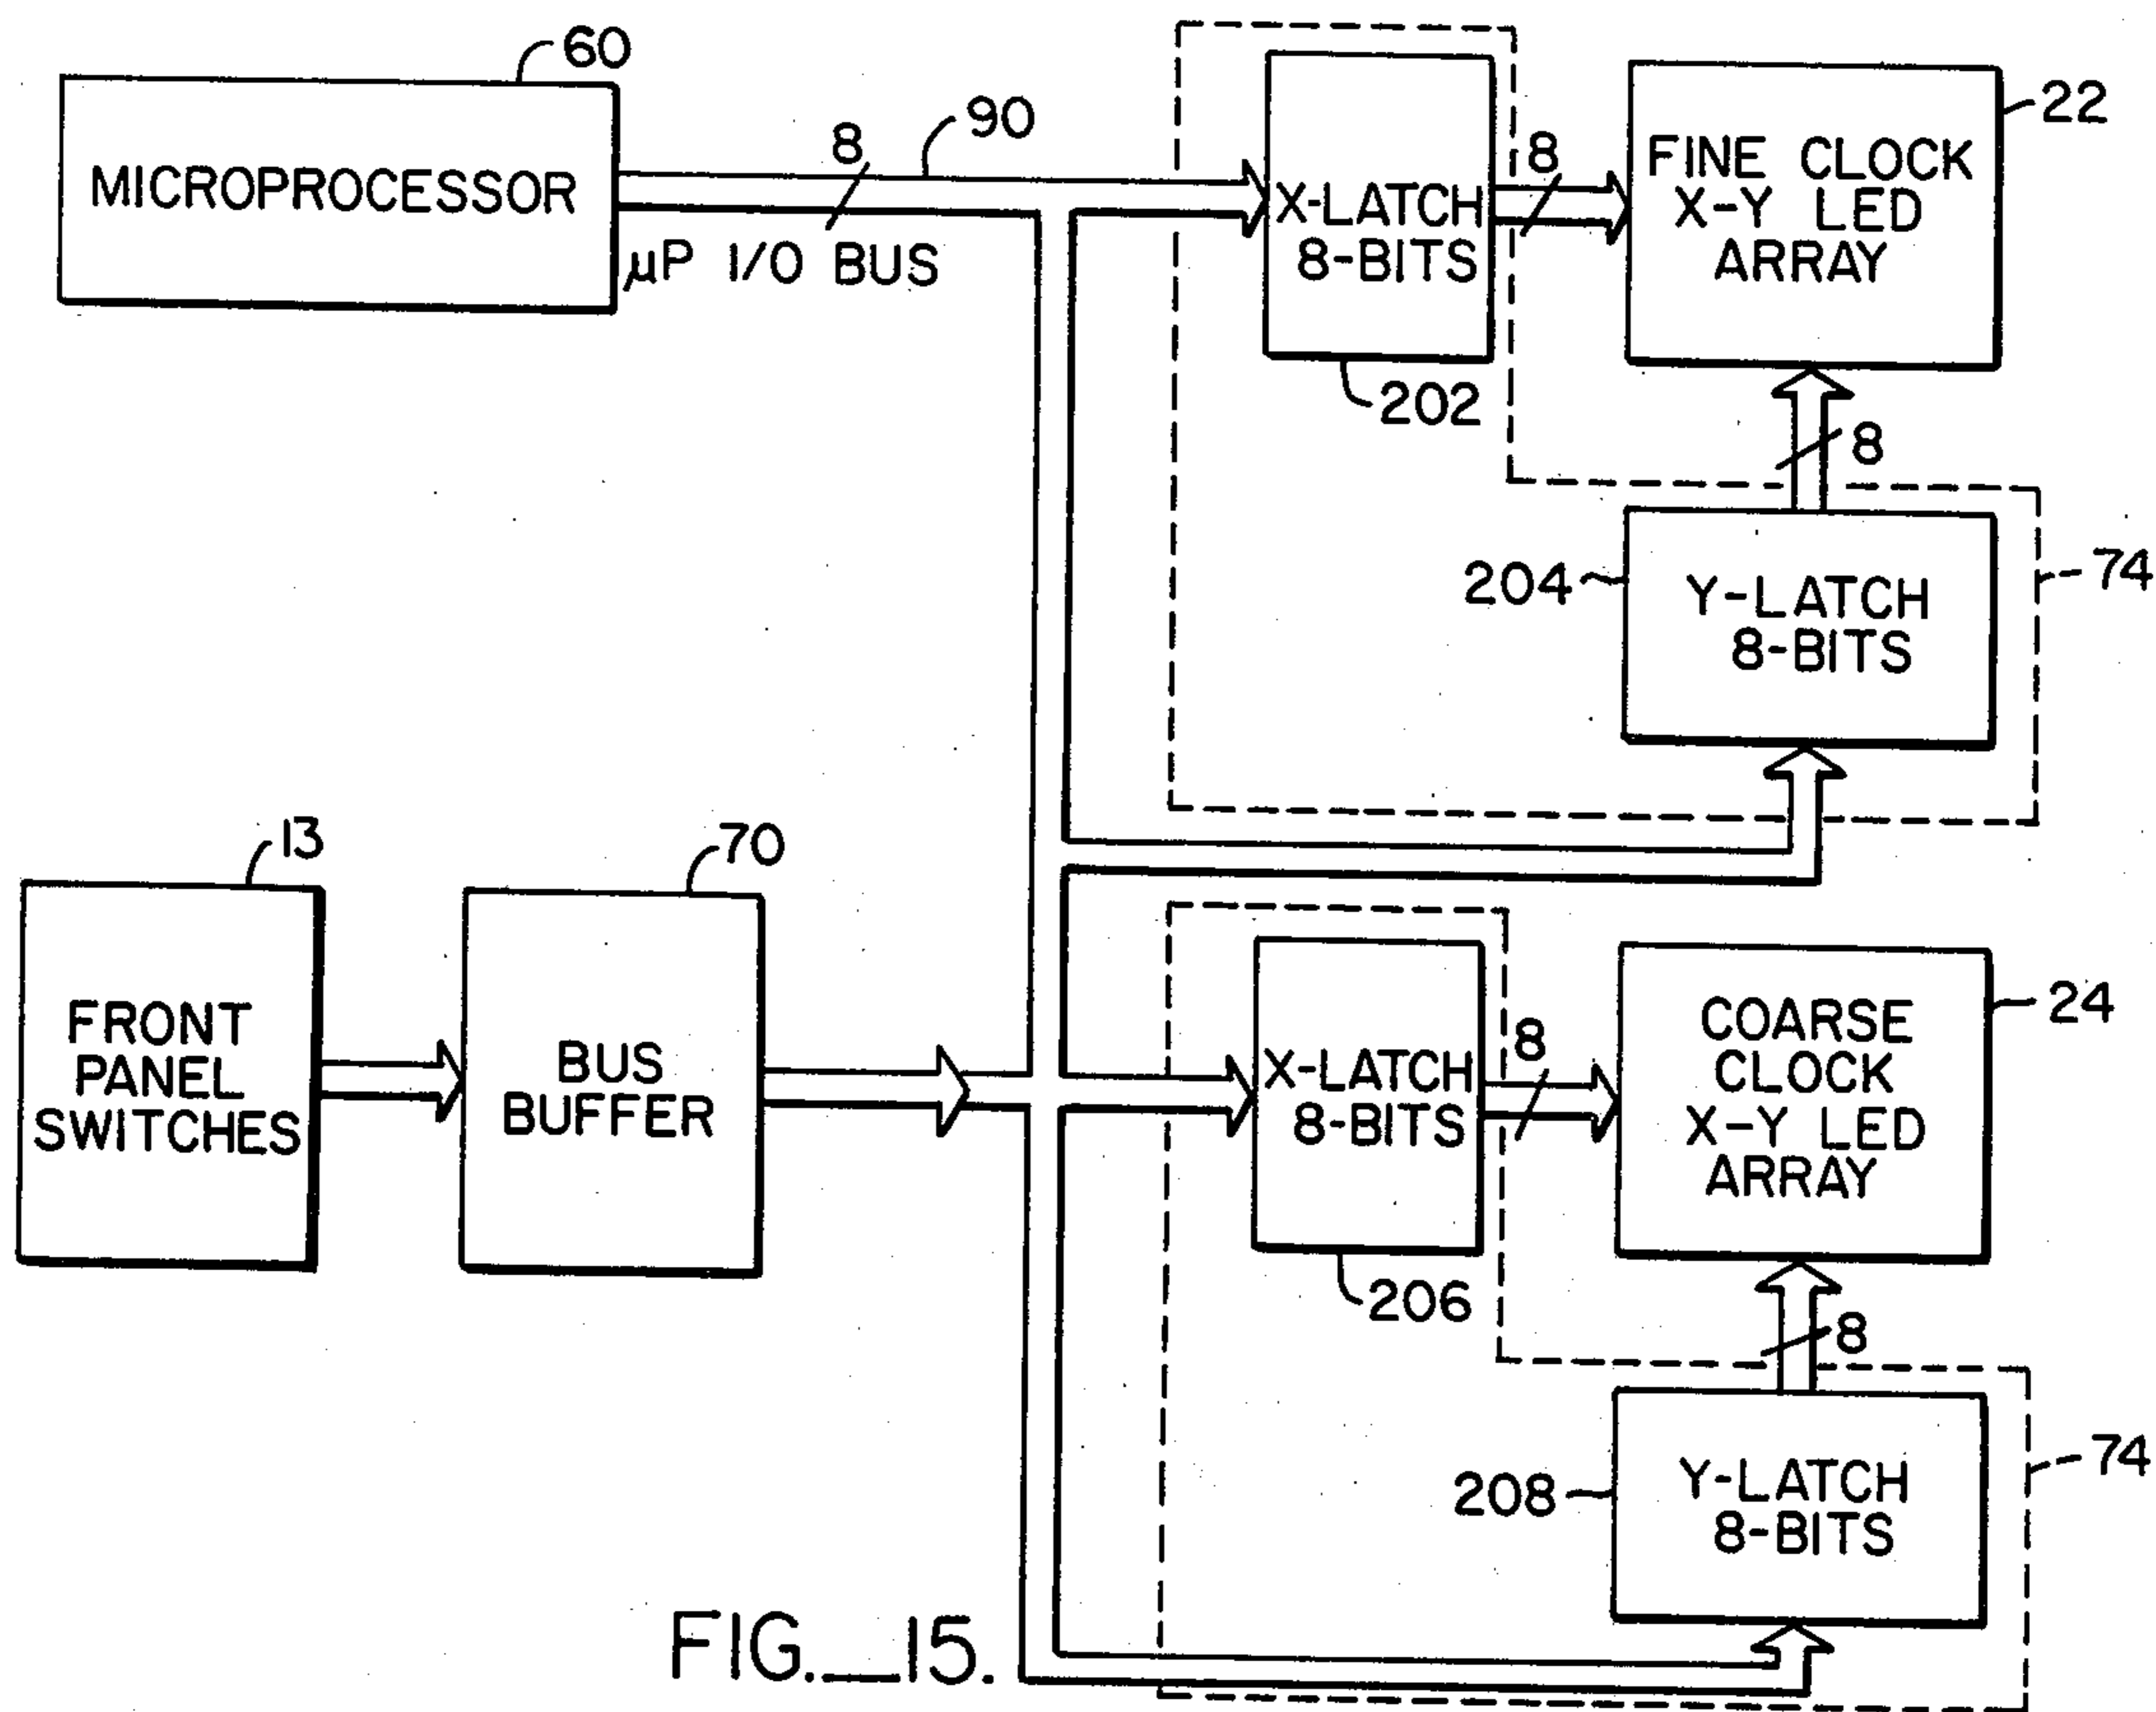 60
MICROPROCESSOR
8
90
µP I/O BUS
X-LATCH
8-BITS
202
8
FINE CLOCK
X-Y LED
ARRAY
22
8
204
Y-LATCH
8-BITS
74
13
FRONT
PANEL
SWITCHES
70
BUS
BUFFER
X-LATCH
8-BITS
206
8
COARSE
CLOCK
X-Y LED
ARRAY
24
8
208
Y-LATCH
8-BITS
74
FIG.__15.